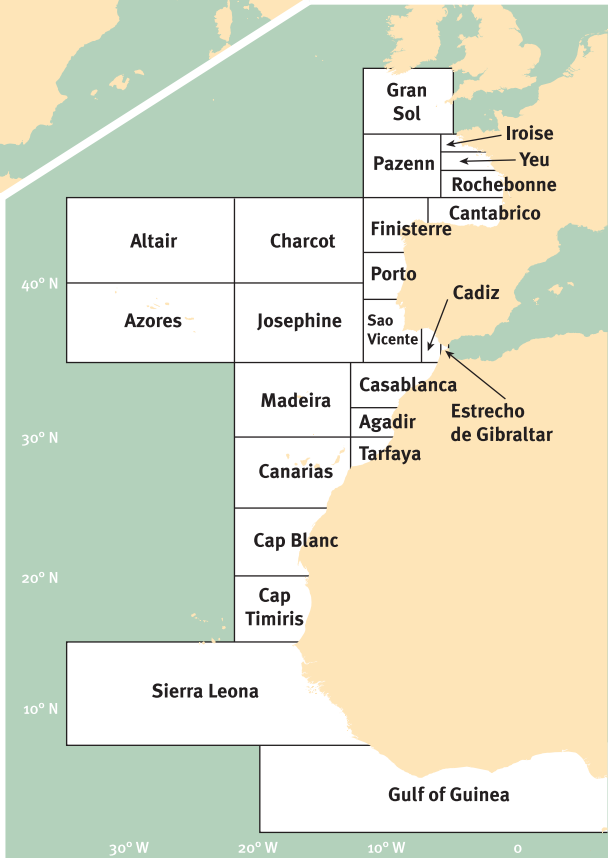 Gran
Sol
Iroise
Pazenn
Yeu
Rochebonne
Cantabrico
Finisterre
Altair
Charcot
Porto
40° N
Cadiz
Azores
Josephine
Sao
Vicente
Casablanca
Madeira
Estrecho
de Gibraltar
Agadir
30° N
Tarfaya
Canarias
Cap Blanc
20° N
Cap
Timiris
Sierra Leona
10° N
Gulf of Guinea
30° W
20° W
10° W
0